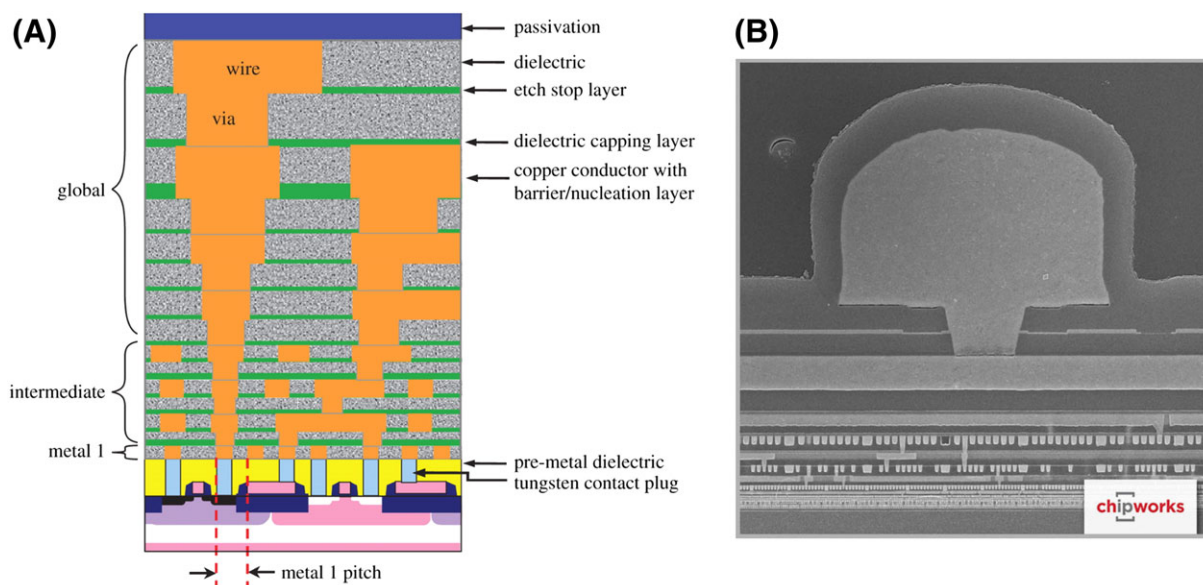 (A)
passivation
wire
dielectric
etch stop layer
via
dielectric capping layer
copper conductor with
barrier/nucleation layer
global
intermediate
metal 1
pre-metal dielectric
tungsten contact plug
metal 1 pitch
(B)
chipworks